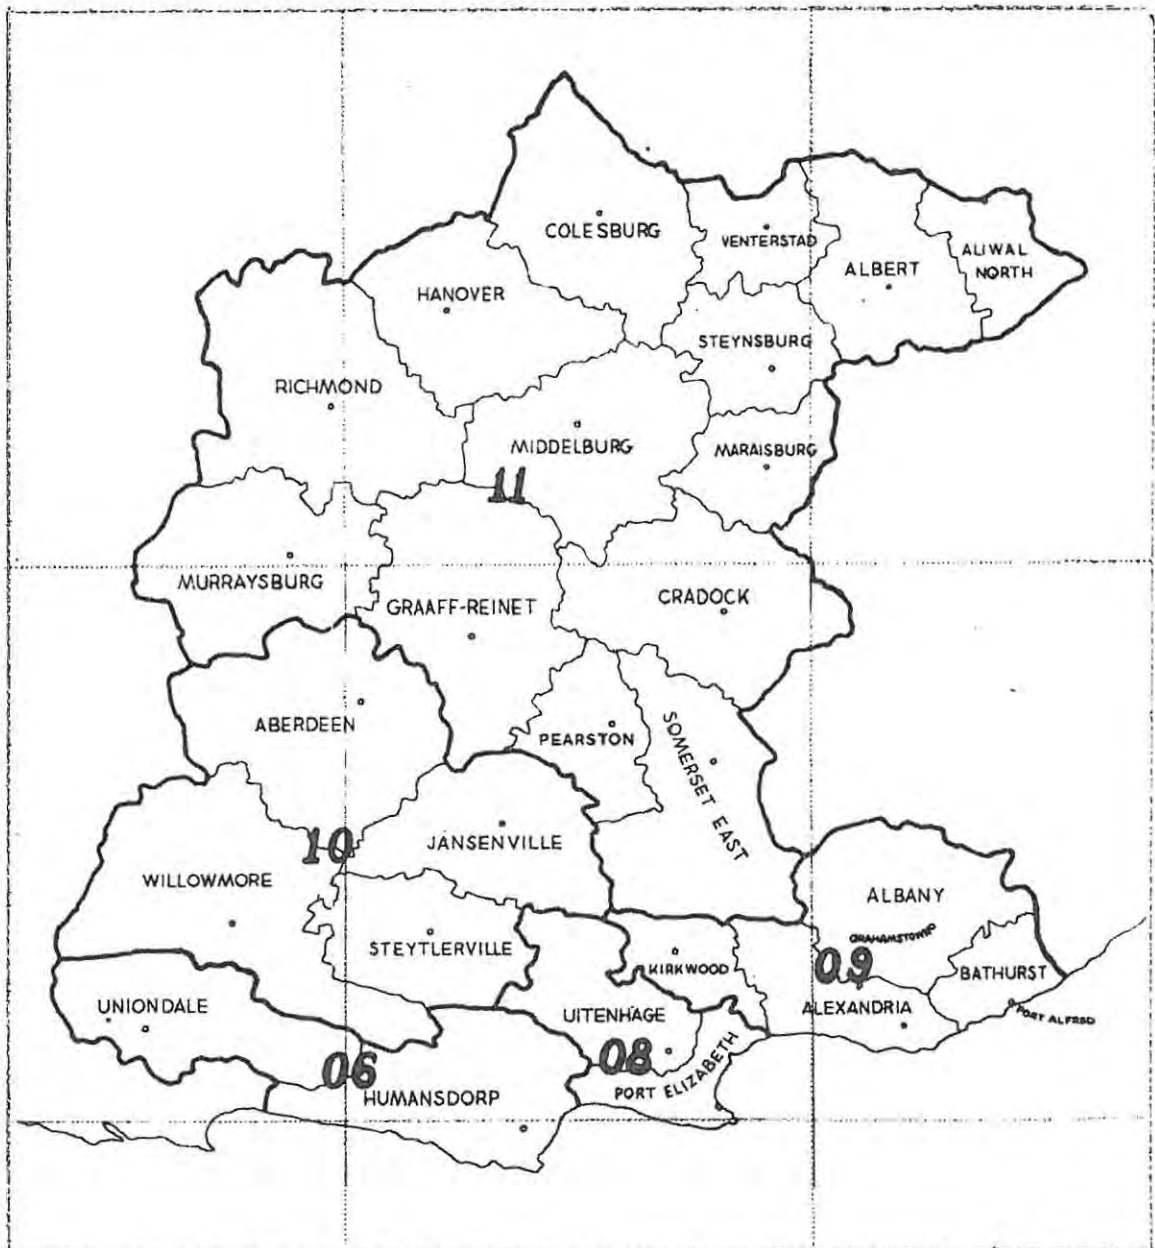 COLESBURG
VENTERSTAD
ALIWAL
NORTH
ALBERT
HANOVER
STEYNSBURG
RICHMOND
MIDDELBURG
MARAISBURG
11
MURRAYSBURG
GRAAFF-REINET
CRADOCK
ABERDEEN
PEARSTON
SOMERSET EAST
10
JANSENVILLE
WILLOWMORE
ALBANY
GRAHAMSTOWN
STEYTLERVILLE
KIRKWOOD
09
BATHURST
UNIONDALE
UITENHAGE
ALEXANDRIA
PORT ALFRED
08
06
PORT ELIZABETH
HUMANSDORP